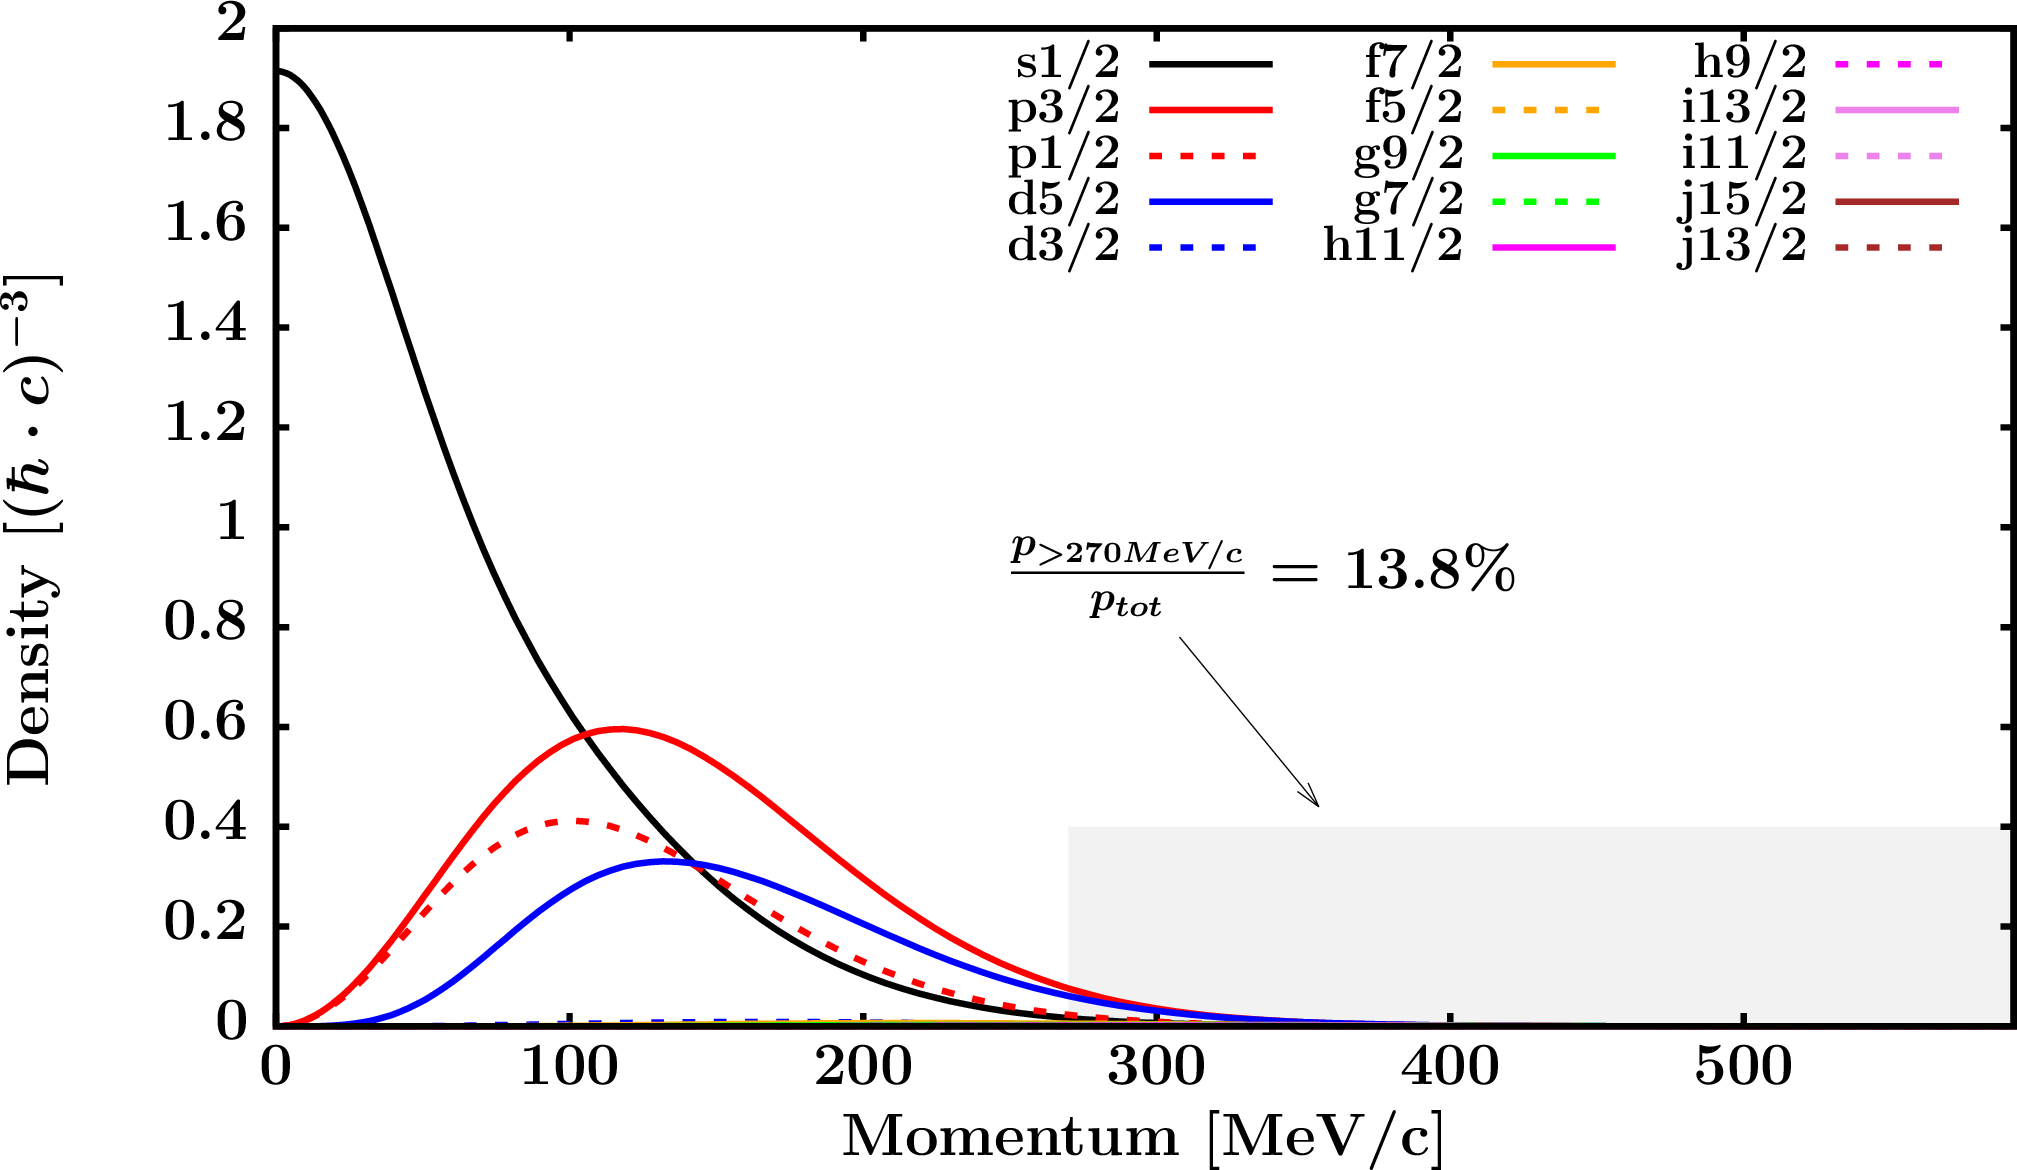 2
1.8
1.6
1.4
1.2
1
0.8
0.6
0.4
0.2
0
Density [(ħ · c)⁻³]
s1/2 f7/2 h9/2
p3/2 f5/2 i13/2
p1/2 g9/2 i11/2
d5/2 g7/2 j15/2
d3/2 h11/2 j13/2
p>270MeV/c
= 13.8%
ptot
0 100 200 300 400 500
Momentum [MeV/c]